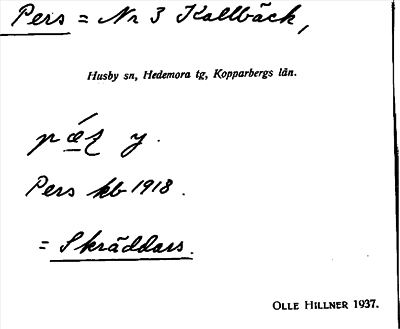 Pers = Nr 3 Kallbäck,
Husby sn, Hedemora tg, Kopparbergs län.
y.
Pers kb 1918.
= Skräddars.
OLLE HILLNER 1937.